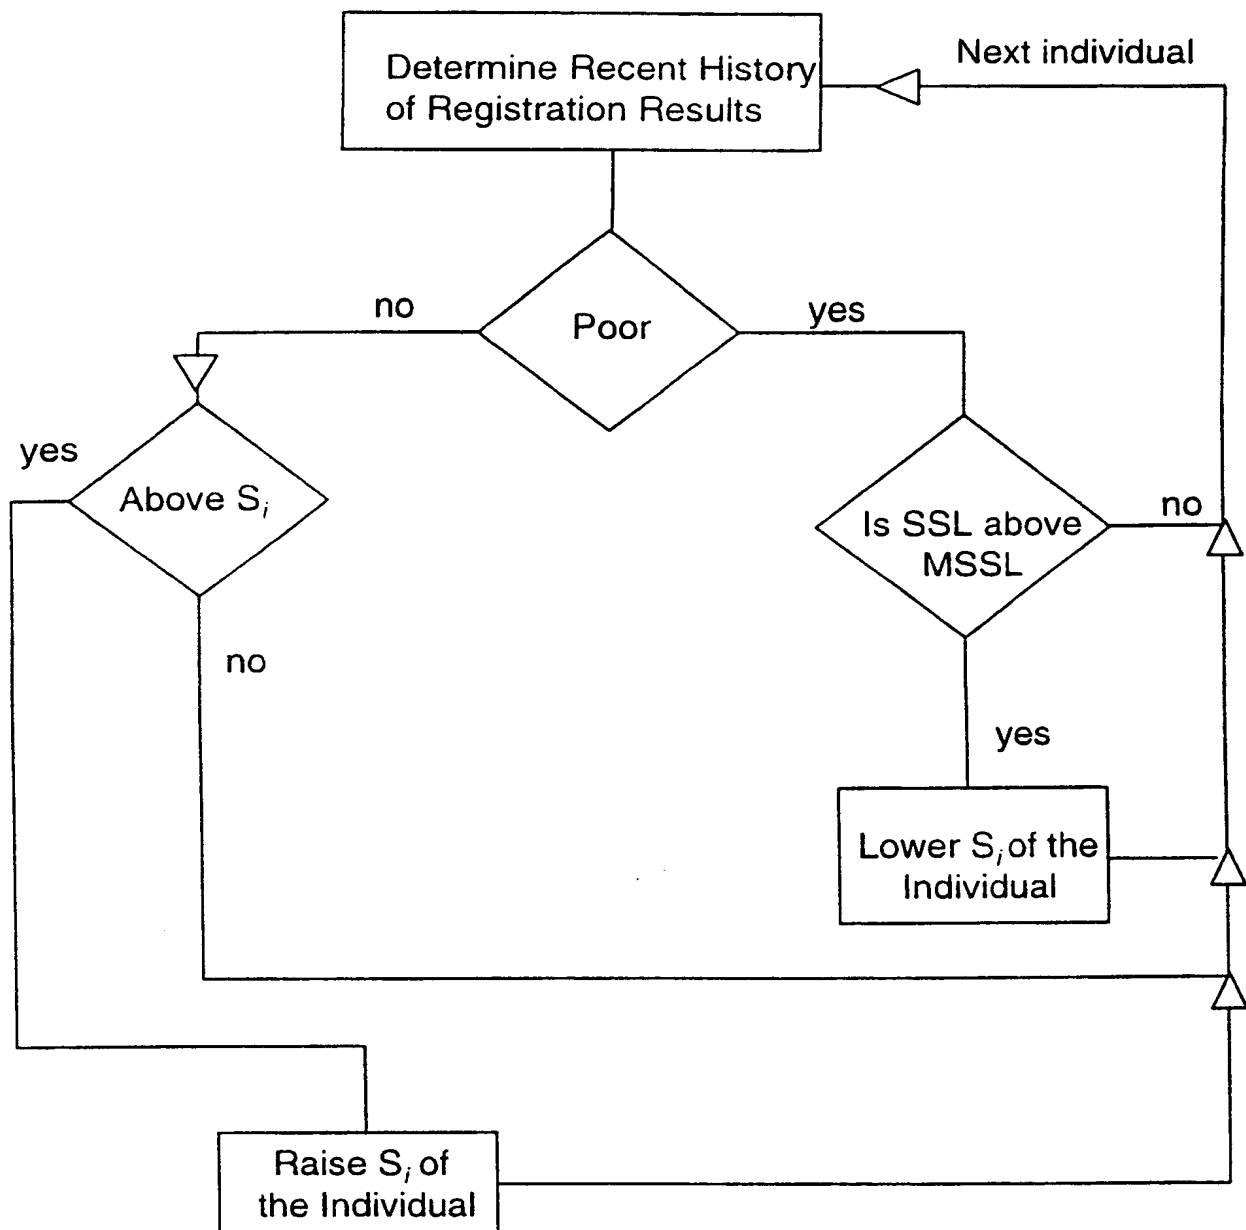 Next individual
Determine Recent History
of Registration Results
no
Poor
yes
yes
Above Sᵢ
Is SSL above
MSSL
no
no
yes
Lower Sᵢ of the
Individual
Raise Sᵢ of
the Individual